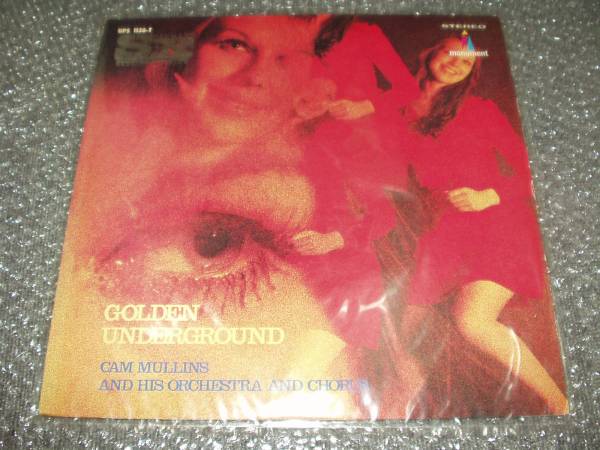 STEREO
monument
GOLDEN
UNDERGROUND
CAM MULLINS
AND HIS ORCHESTRA AND CHORUS